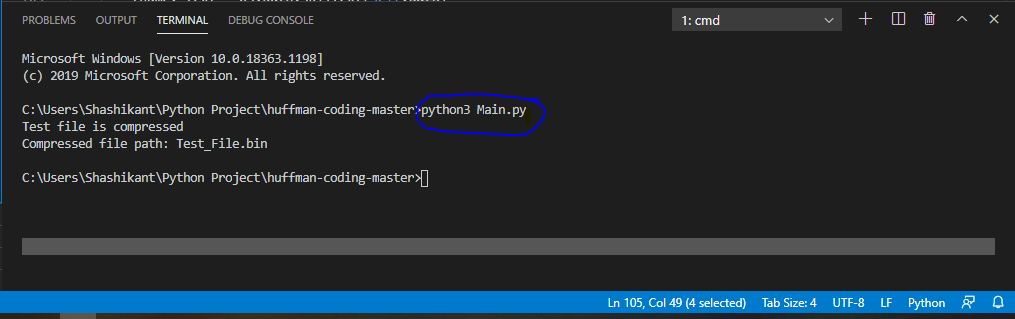 PROBLEMS OUTPUT TERMINAL DEBUG CONSOLE 1: cmd
Microsoft Windows [Version 10.0.18363.1198]
(c) 2019 Microsoft Corporation. All rights reserved.
C:\Users\Shashikant\Python Project\huffman-coding-master>python3 Main.py
Test file is compressed
Compressed file path: Test_File.bin
C:\Users\Shashikant\Python Project\huffman-coding-master>
Ln 105, Col 49 (4 selected) Tab Size: 4 UTF-8 LF Python